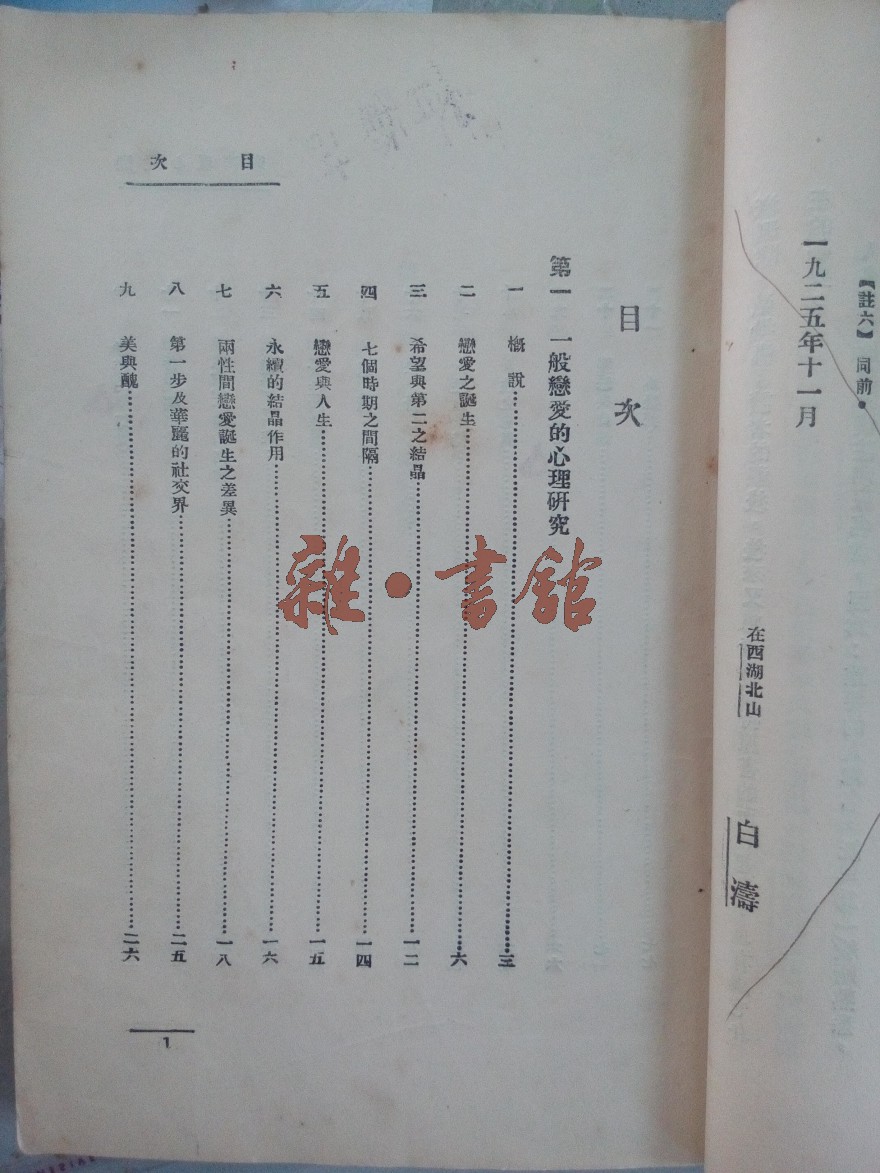 【註六】 同前。
一九二五年十一月
在西湖北山 白濤
目次
目次
第一 一般戀愛的心理研究
一 概說……三
二 戀愛之誕生……六
三 希望與第二之結晶……一二
四 七個時期之間隔……一四
五 戀愛與人生……一五
六 永續的結晶作用……一六
七 兩性間戀愛誕生之差異……一八
八 第一步及華麗的社交界……二五
九 美與醜……二六
1
雜·書館